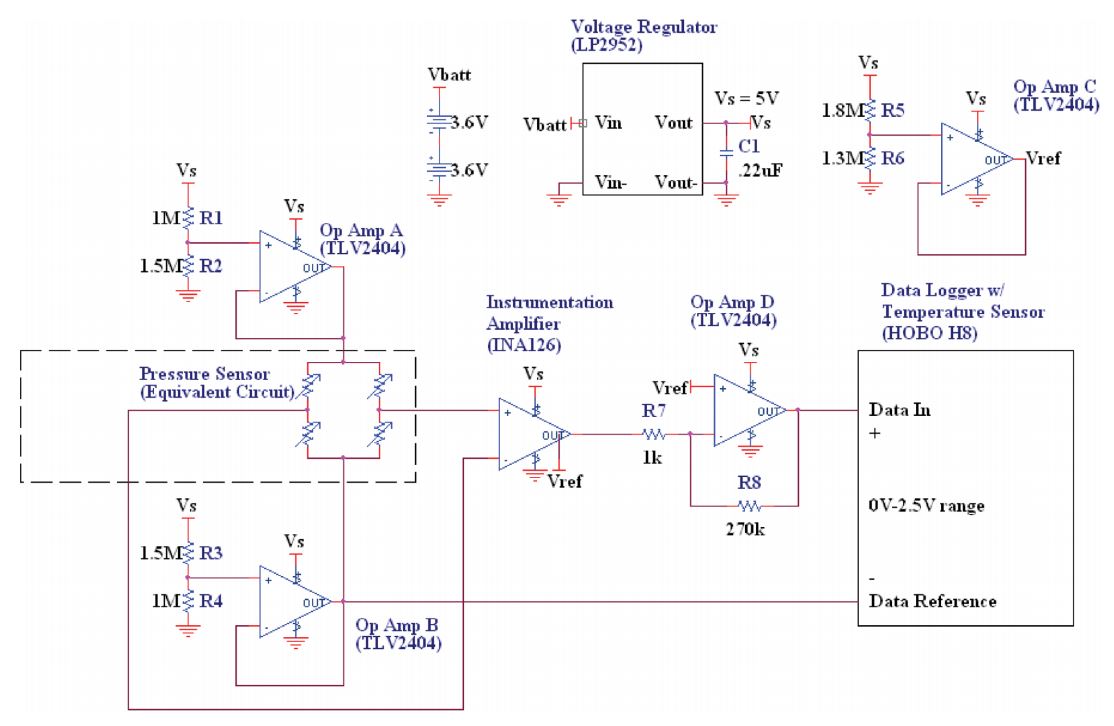 Voltage Regulator
(LP2952)
Vbatt
3.6V
3.6V
Vbatt
Vin
Vout
Vin-
Vout-
Vs = 5V
Vs
C1
.22uF
Vs
1.8M R5
1.3M R6
Vs
+
-
OUT
Vref
Op Amp C
(TLV2404)
Vs
1M R1
1.5M R2
Vs
+
-
OUT
Op Amp A
(TLV2404)
Pressure Sensor
(Equivalent Circuit)
Instrumentation
Amplifier
(INA126)
Vs
+
-
OUT
Vref
R7
1k
Op Amp D
(TLV2404)
Vs
Vref
+
-
OUT
R8
270k
Data Logger w/
Temperature Sensor
(HOBO H8)
Data In
+
0V-2.5V range
-
Data Reference
Vs
1.5M R3
1M R4
Vs
+
-
OUT
Op Amp B
(TLV2404)